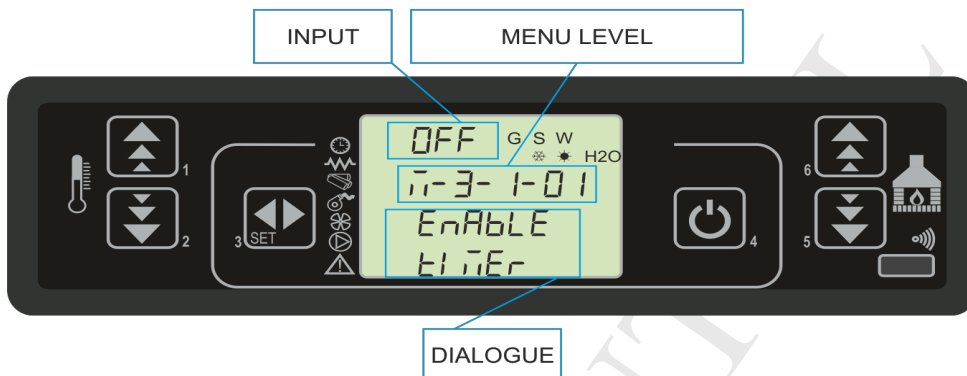 INPUT
MENU LEVEL
OFF G S W
H2O
m-3-1-01
EnAbLE
tImEr
1
2
3 SET
4
6
5
DIALOGUE